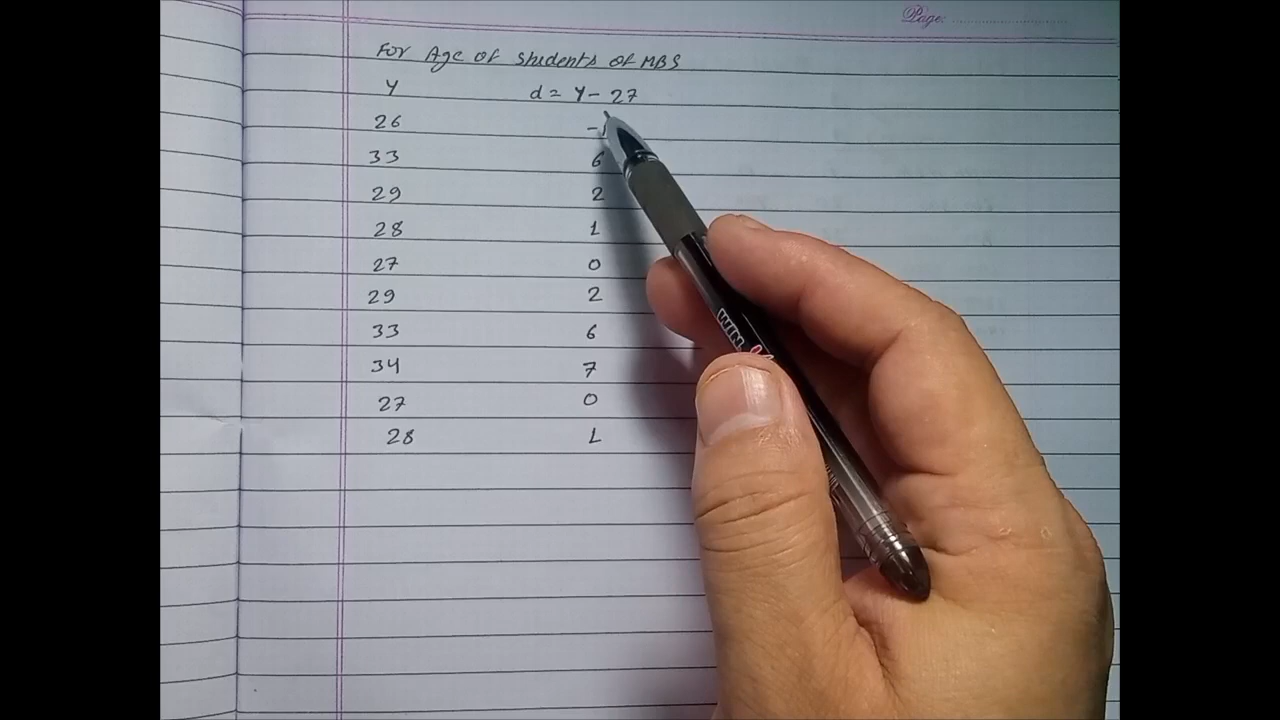 Page:
For Age of students of MBS
Y d = Y - 27
26
33 6
29 2
28 1
27 0
29 2
33 6
34 7
27 0
28 1
WIN